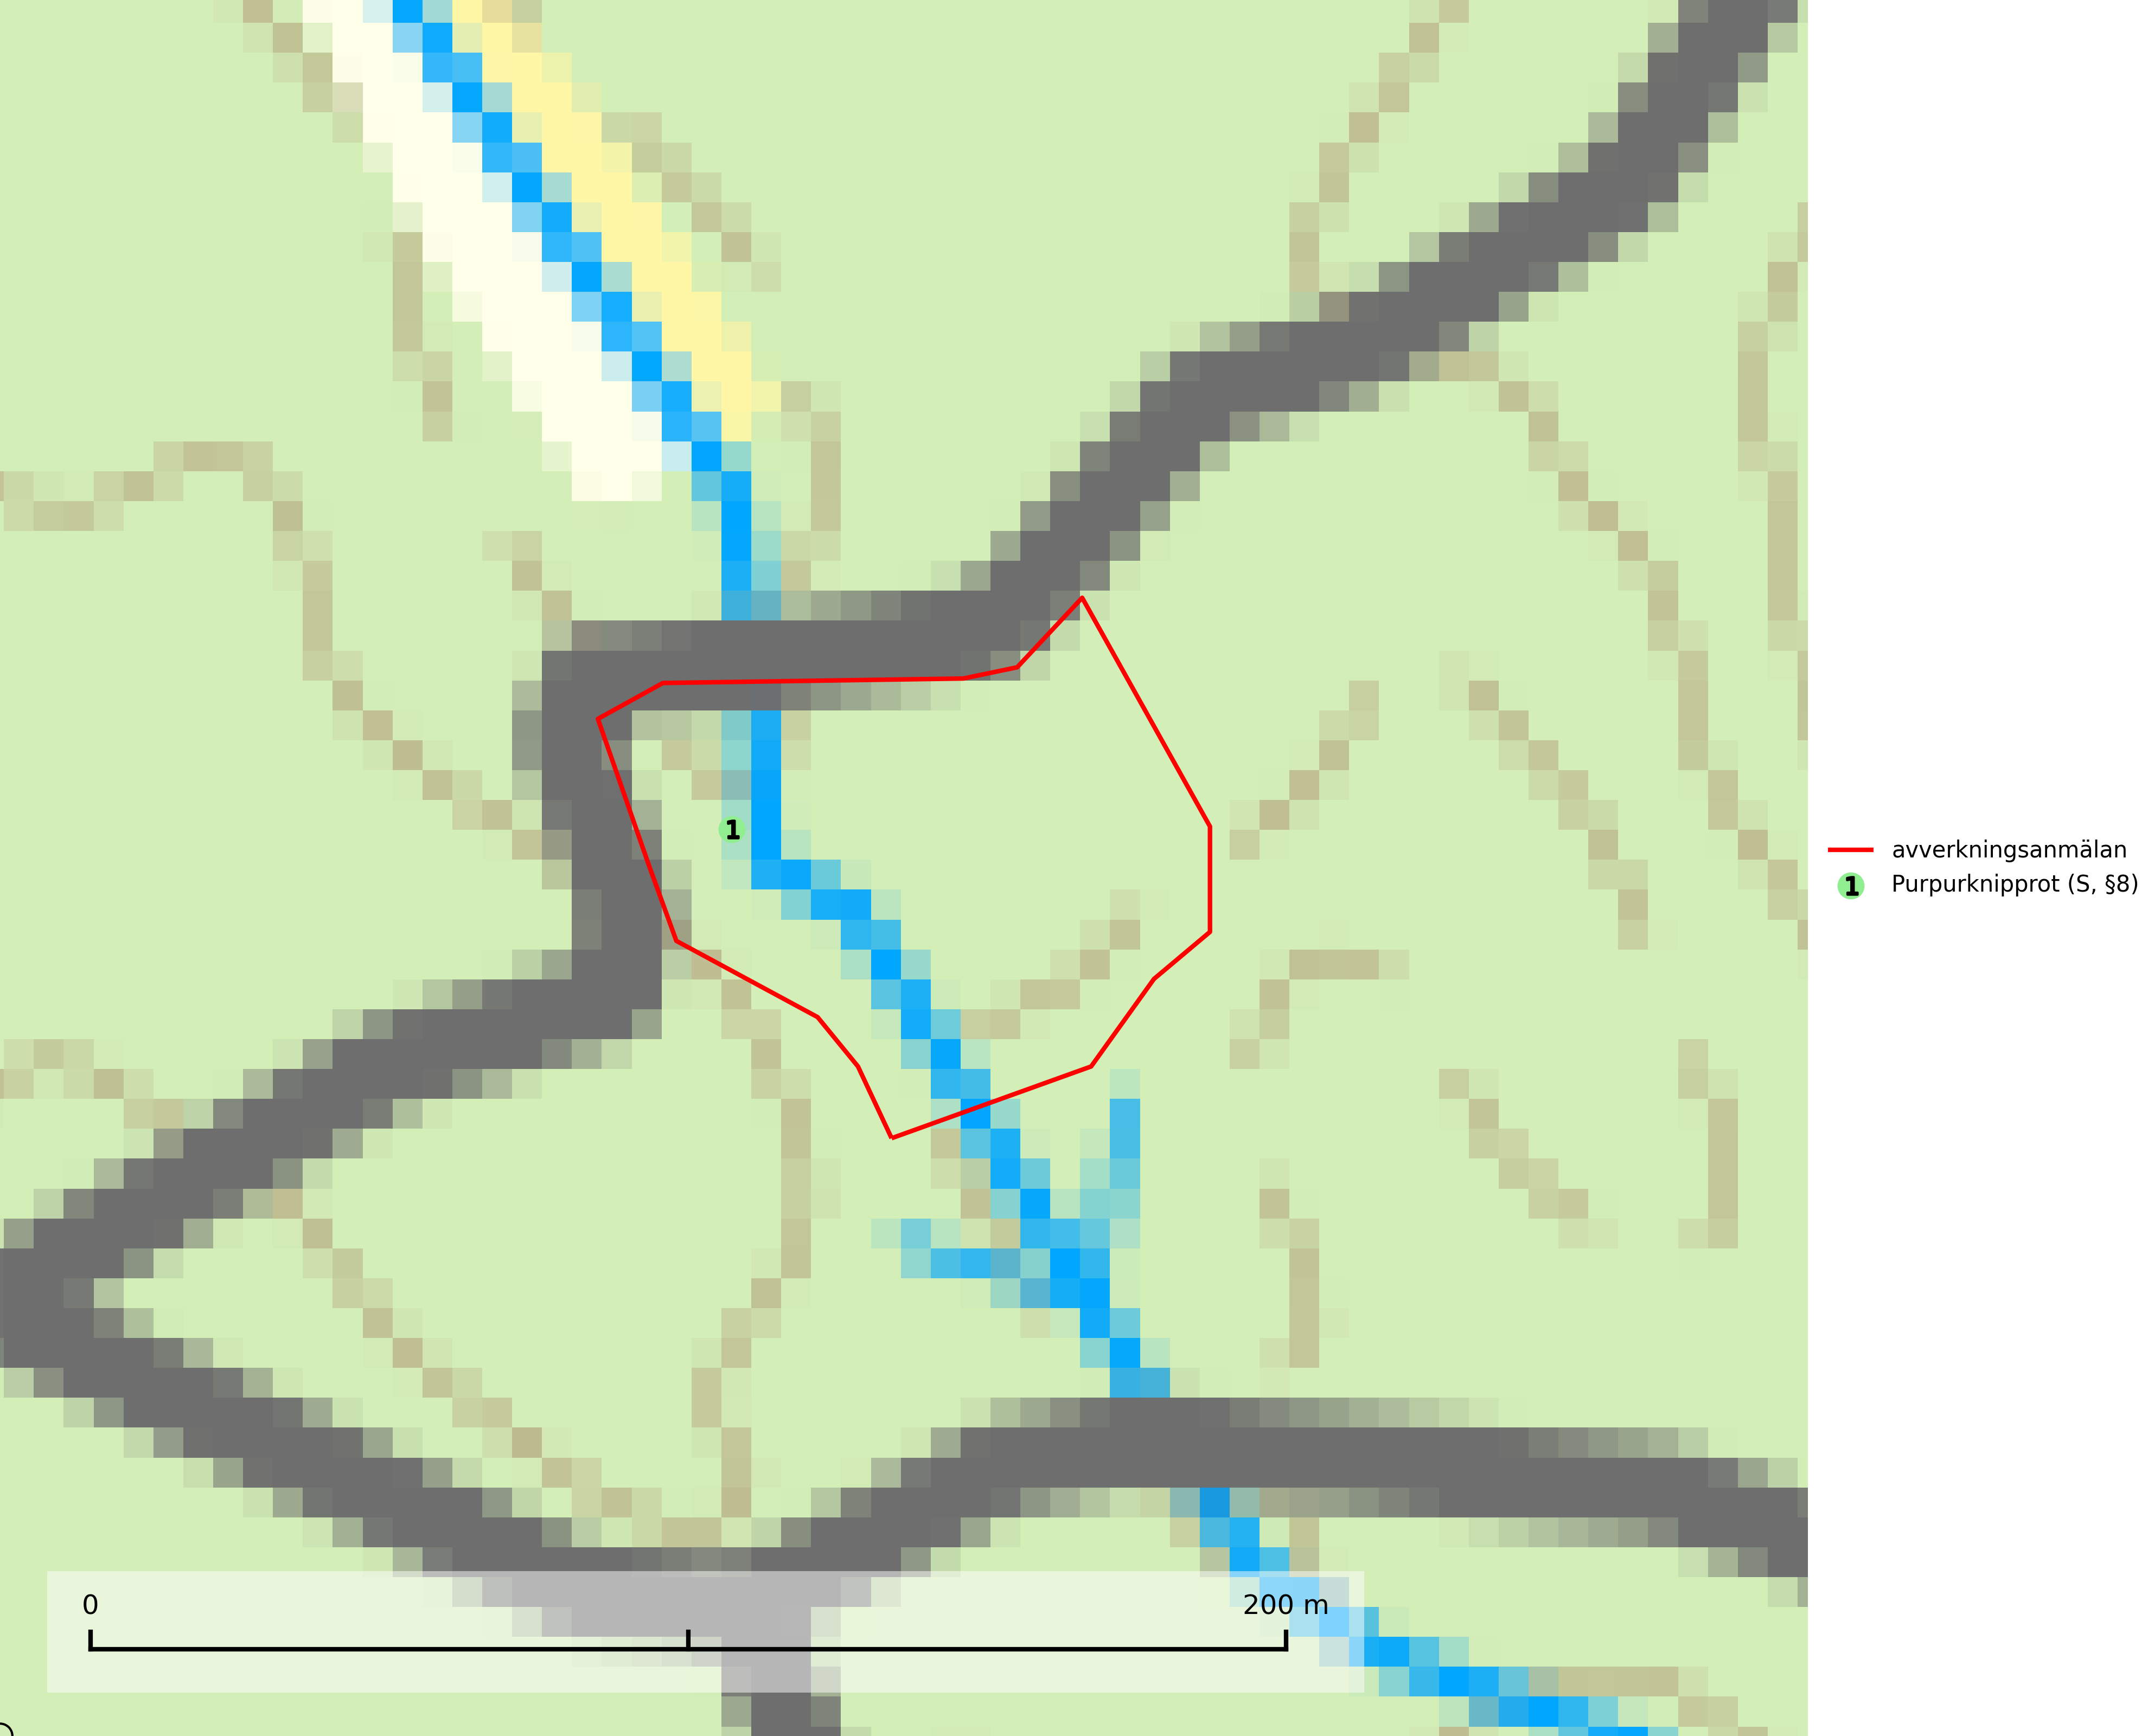 1
avverkningsanmälan
1 Purpurknipprot (S, §8)
0 200 m